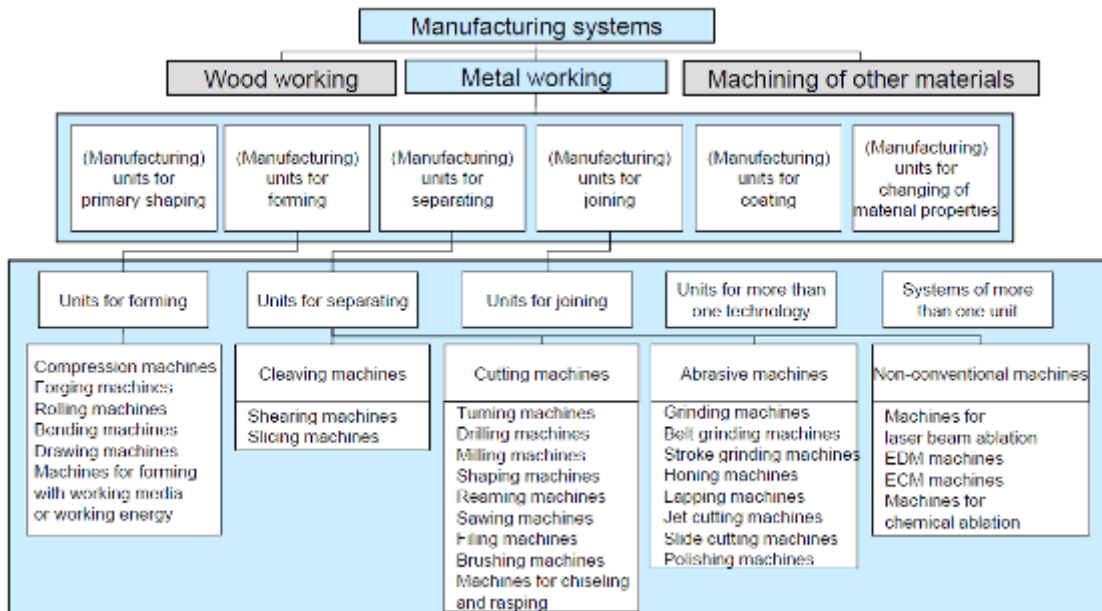 Manufacturing systems
Wood working
Metal working
Machining of other materials
(Manufacturing)
units for
primary shaping
(Manufacturing)
units for
forming
(Manufacturing)
units for
separating
(Manufacturing)
units for
joining
(Manufacturing)
units for
coating
(Manufacturing)
units for
changing of
material properties
Units for forming
Units for separating
Units for joining
Units for more than
one technology
Systems of more
than one unit
Compression machines
Forging machines
Rolling machines
Bending machines
Drawing machines
Machines for forming
with working media
or working energy
Cleaving machines
Shearing machines
Slicing machines
Cutting machines
Turning machines
Drilling machines
Milling machines
Shaping machines
Reaming machines
Sawing machines
Filing machines
Brushing machines
Machines for chiseling
and rasping
Abrasive machines
Grinding machines
Belt grinding machines
Stroke grinding machines
Honing machines
Lapping machines
Jet cutting machines
Slide cutting machines
Polishing machines
Non-conventional machines
Machines for
laser beam ablation
EDM machines
ECM machines
Machines for
chemical ablation